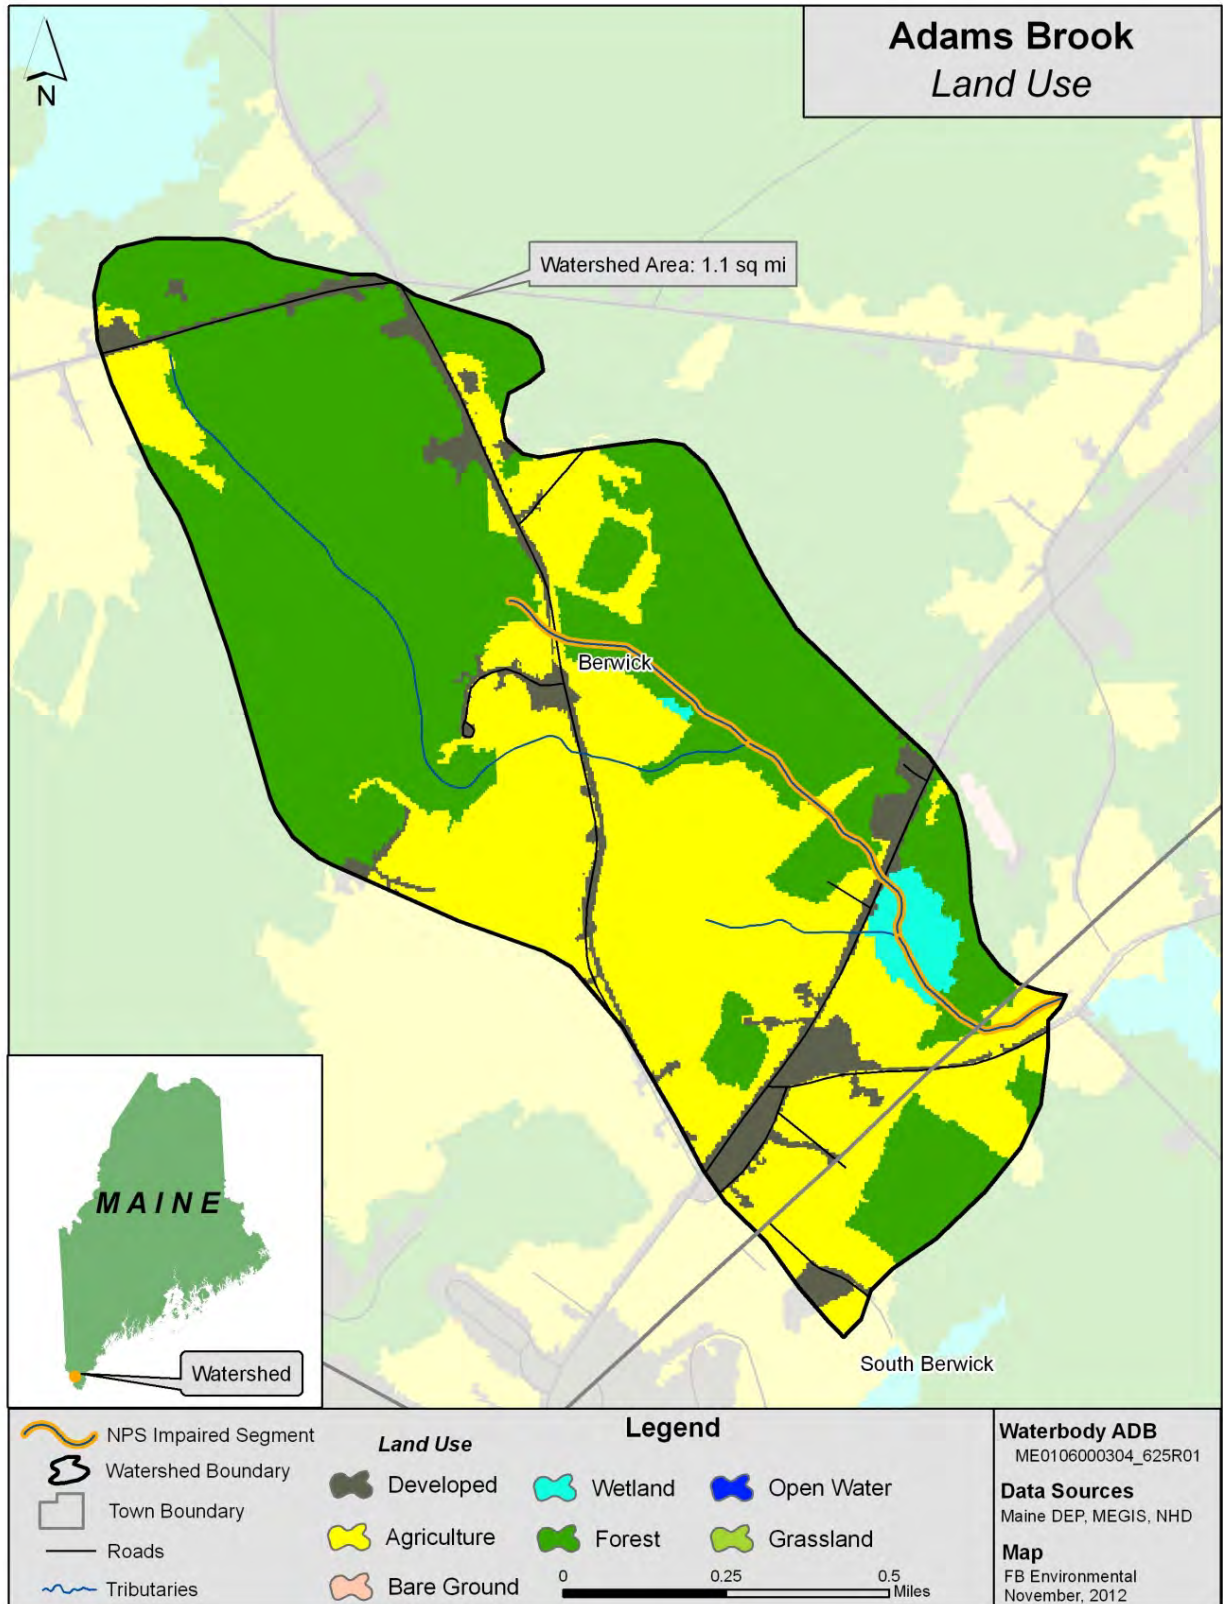 Adams Brook
Land Use
N
Watershed Area: 1.1 sq mi
Berwick
MAINE
Watershed
South Berwick
Legend
NPS Impaired Segment
Watershed Boundary
Town Boundary
Roads
Tributaries
Land Use
Developed
Wetland
Open Water
Agriculture
Forest
Grassland
Bare Ground
0 0.25 0.5
Miles
Waterbody ADB
ME0106000304_625R01
Data Sources
Maine DEP, MEGIS, NHD
Map
FB Environmental
November, 2012